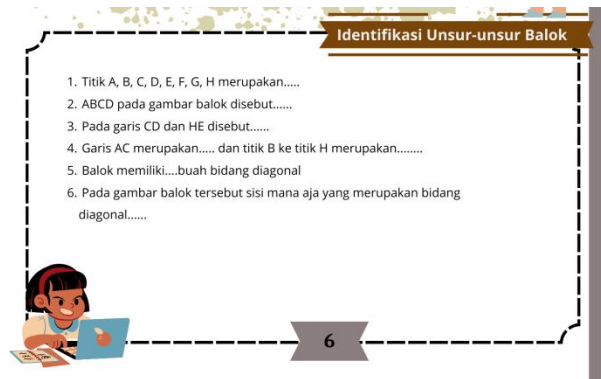 Identifikasi Unsur-unsur Balok
1. Titik A, B, C, D, E, F, G, H merupakan.....
2. ABCD pada gambar balok disebut......
3. Pada garis CD dan HE disebut......
4. Garis AC merupakan..... dan titik B ke titik H merupakan........
5. Balok memiliki....buah bidang diagonal
6. Pada gambar balok tersebut sisi mana aja yang merupakan bidang
diagonal......
6